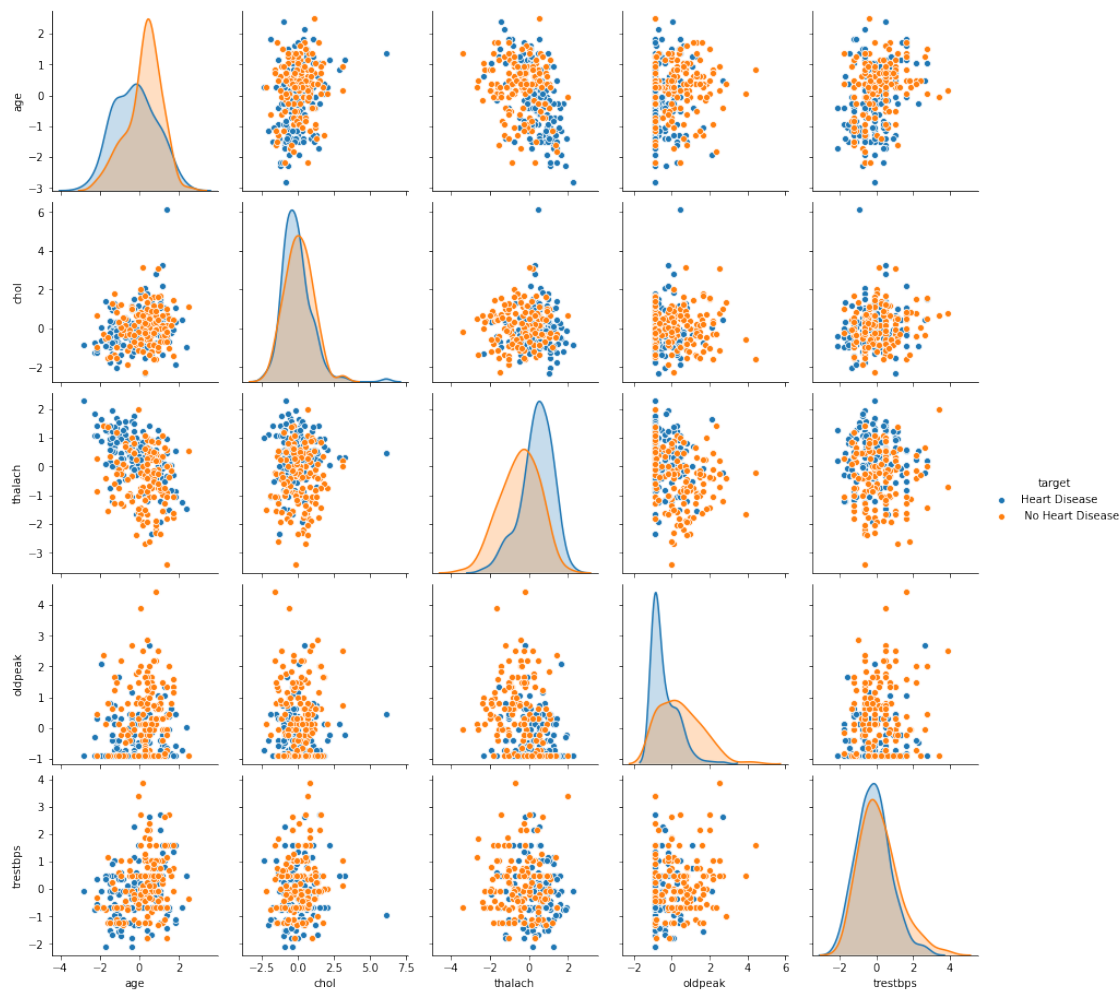 2
1
0
−1
−2
−3
age
6
4
2
0
−2
chol
2
1
0
−1
−2
−3
thalach
target
Heart Disease
No Heart Disease
4
3
2
1
0
−1
oldpeak
4
3
2
1
0
−1
−2
trestbps
−4 −2 0 2
age
−2.5 0.0 2.5 5.0 7.5
chol
−4 −2 0 2
thalach
−2 0 2 4 6
oldpeak
−2 0 2 4
trestbps